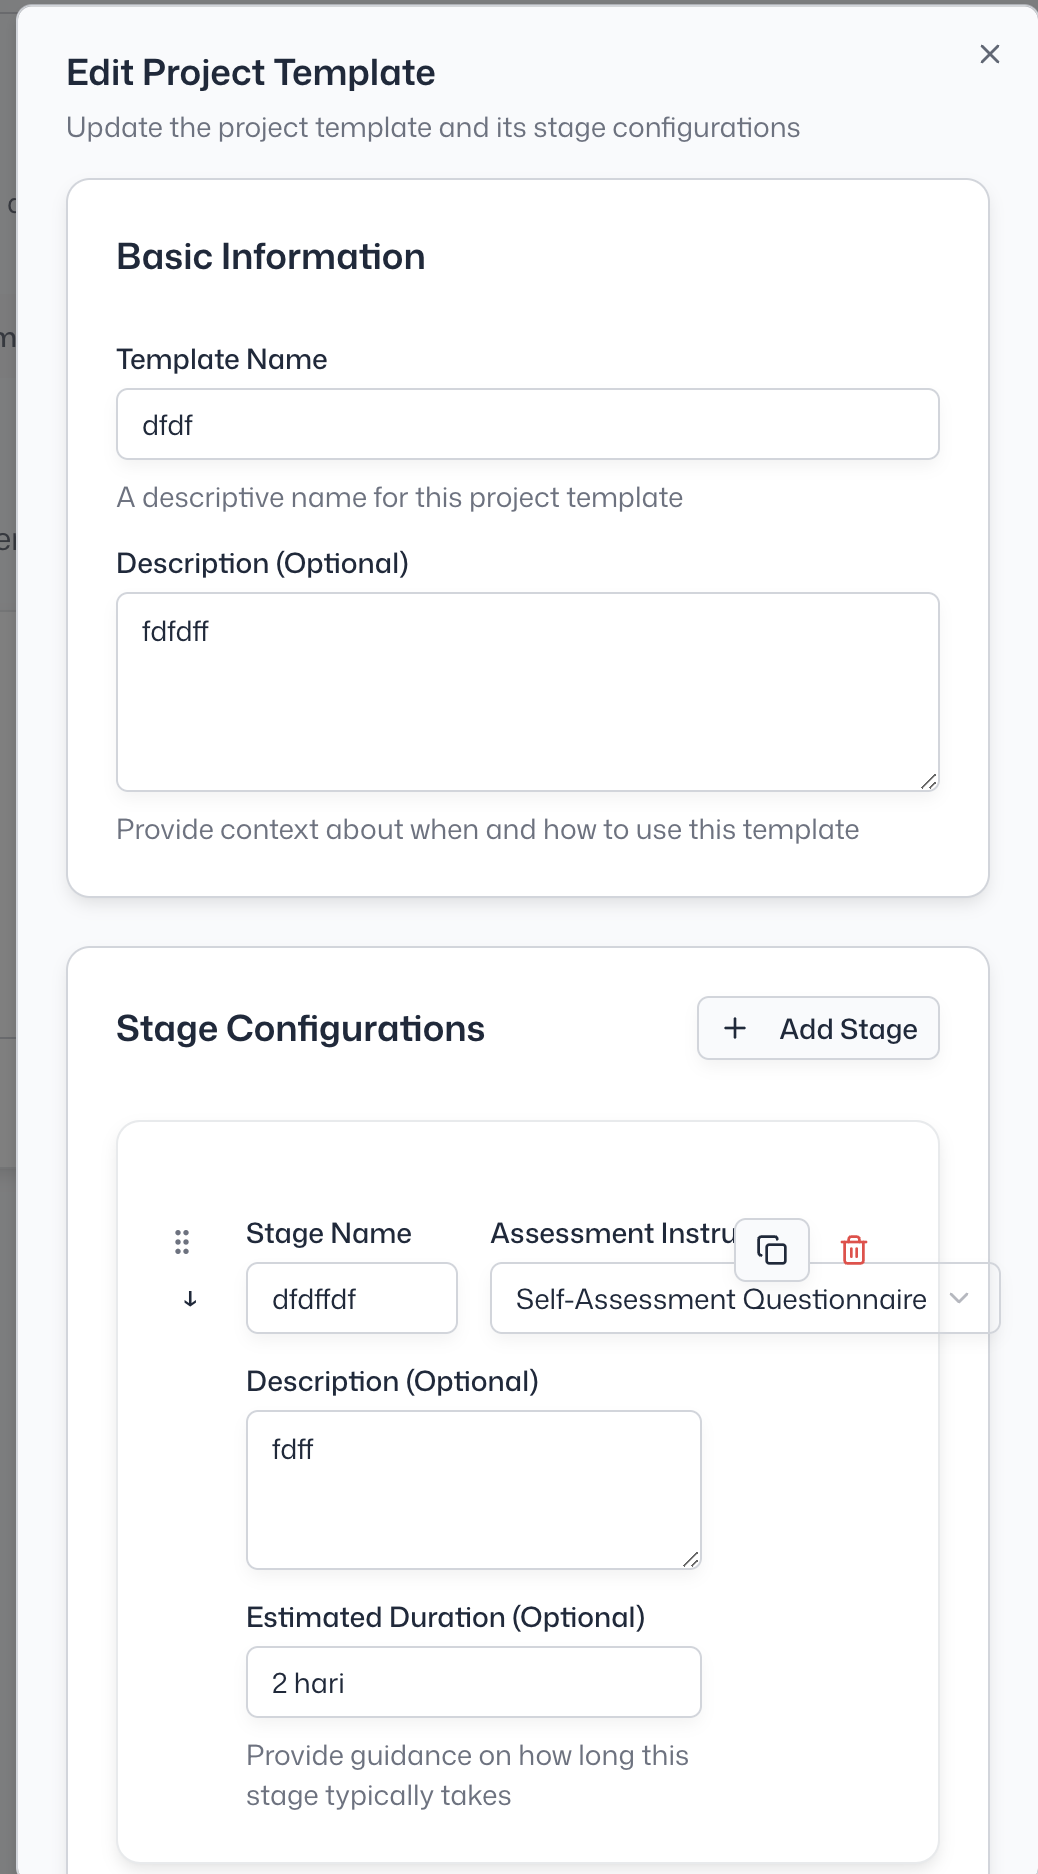 Edit Project Template
Update the project template and its stage configurations
Basic Information
Template Name
dfdf
A descriptive name for this project template
Description (Optional)
fdfdff
Provide context about when and how to use this template
Stage Configurations
Add Stage
Stage Name
Assessment Instru
dfdffdf
Self-Assessment Questionnaire
Description (Optional)
fdff
Estimated Duration (Optional)
2 hari
Provide guidance on how long this
stage typically takes